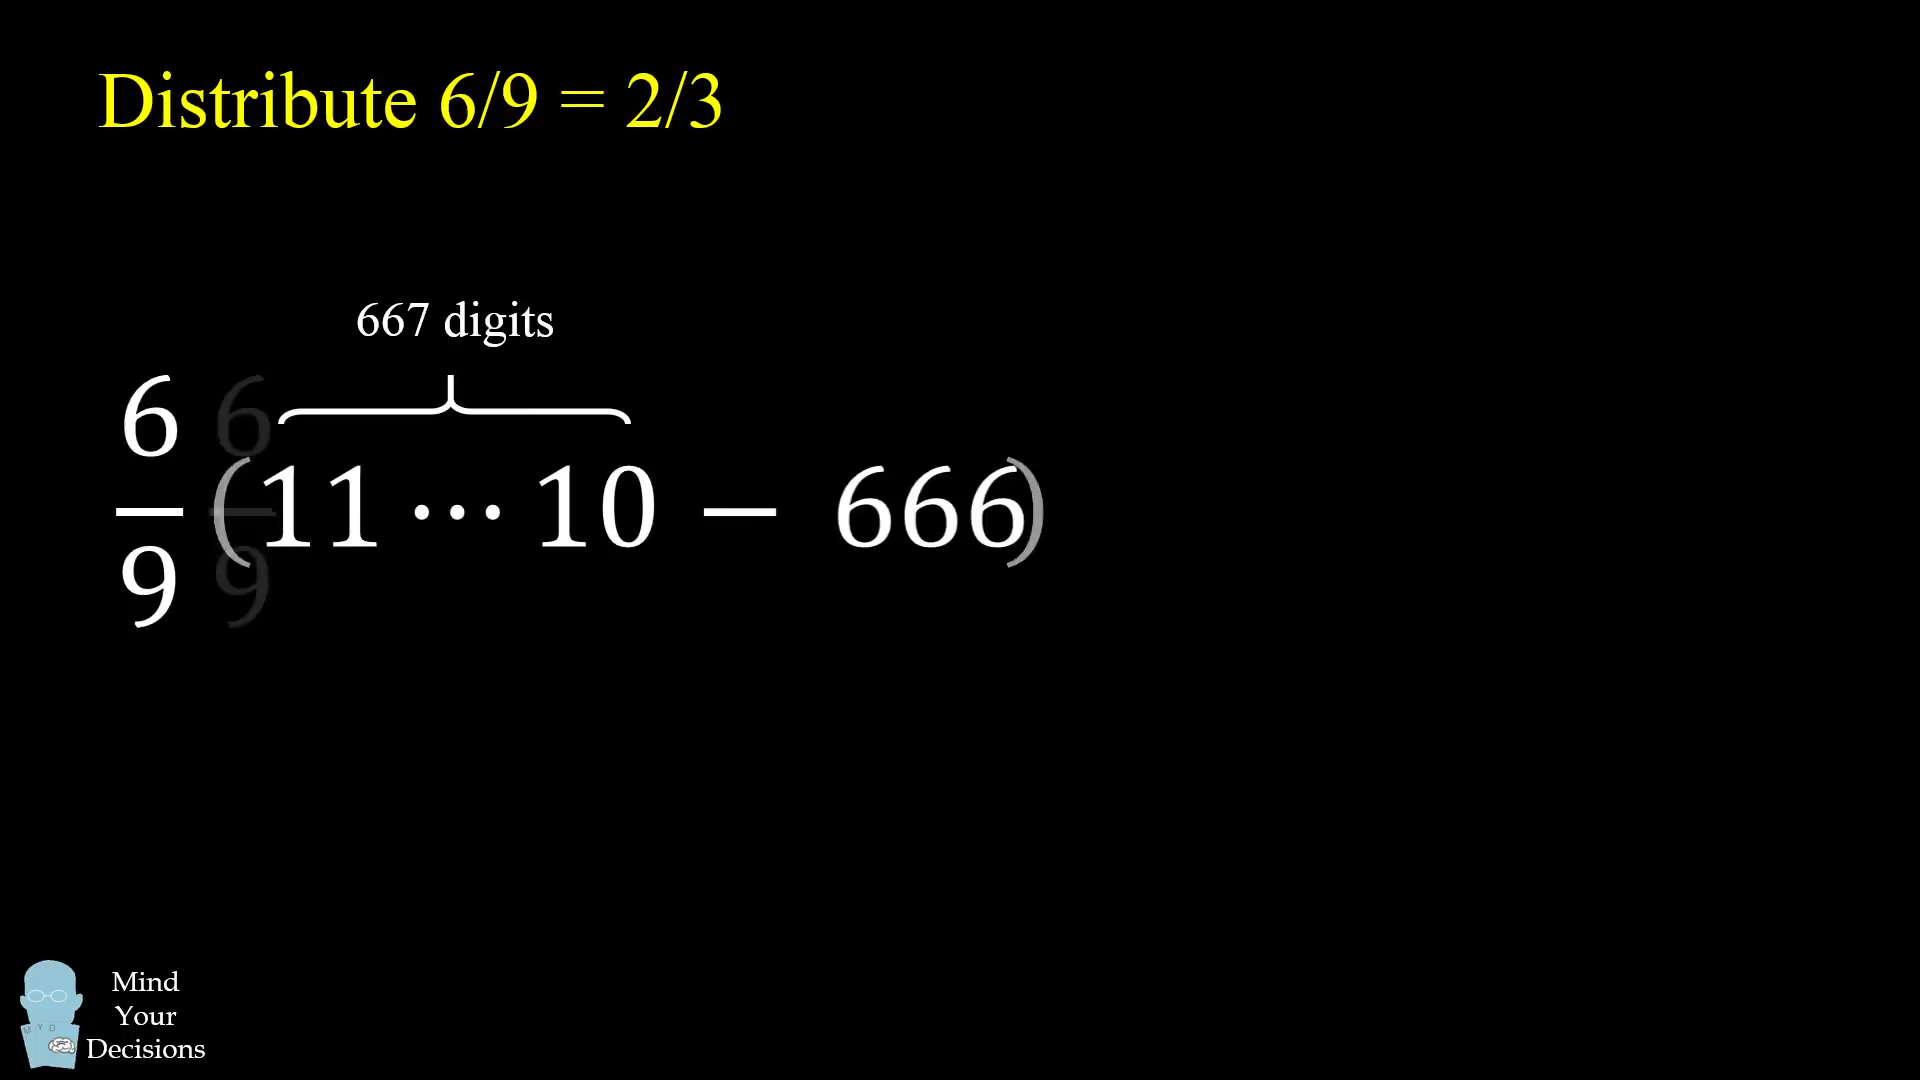 Distribute 6/9 = 2/3
667 digits
6 6
(11 ⋯ 10 − 666)
9 9
M Y D
Mind
Your
Decisions